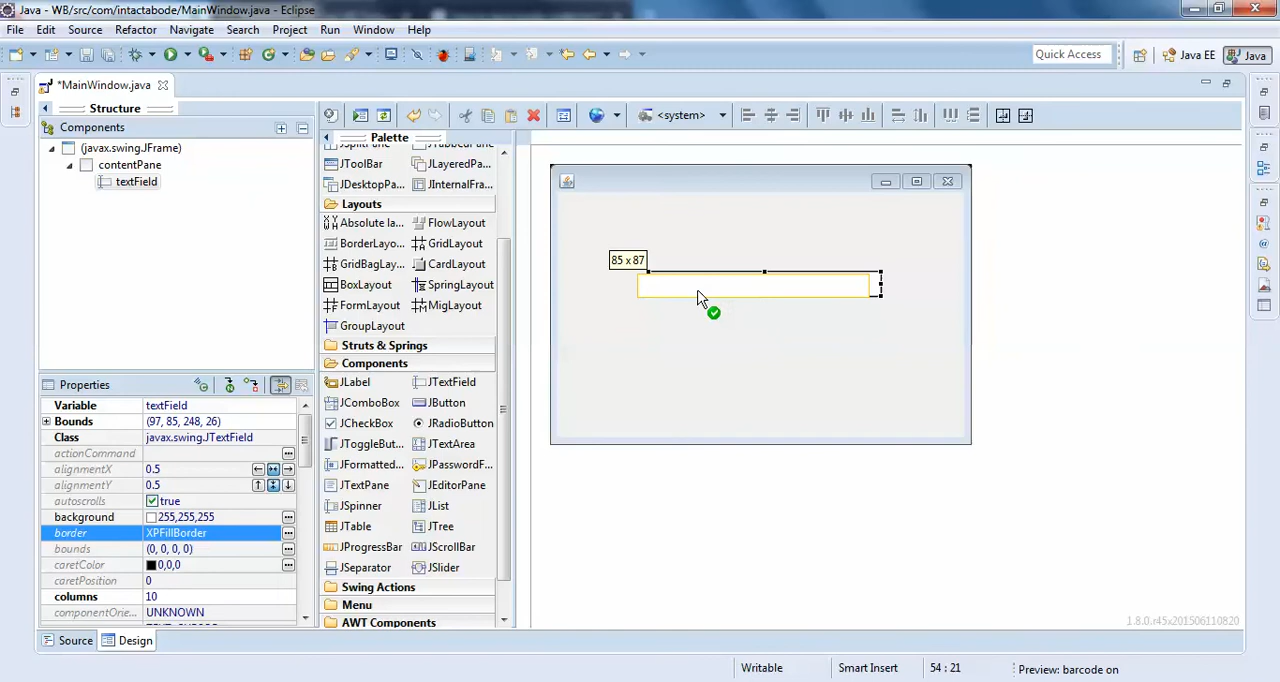 Java - WB/src/com/intactabode/MainWindow.java - Eclipse
File Edit Source Refactor Navigate Search Project Run Window Help
Quick Access Java EE Java
*MainWindow.java
Structure
Components
(javax.swing.JFrame)
contentPane
textField
<system>
Palette
JToolBar JLayeredPa...
JDesktopPa... JInternalFra...
Layouts
Absolute la... FlowLayout
BorderLayo... GridLayout
GridBagLay... CardLayout
BoxLayout SpringLayout
FormLayout MigLayout
GroupLayout
Struts & Springs
Components
JLabel JTextField
JComboBox JButton
JCheckBox JRadioButton
JToggleBut... JTextArea
JFormatted... JPasswordF...
JTextPane JEditorPane
JSpinner JList
JTable JTree
JProgressBar JScrollBar
JSeparator JSlider
Swing Actions
Menu
AWT Components
85 x 87
Properties
Variable textField
Bounds (97, 85, 248, 26)
Class javax.swing.JTextField
actionCommand
alignmentX 0.5
alignmentY 0.5
autoscrolls true
background 255,255,255
border XPFillBorder
bounds (0, 0, 0, 0)
caretColor 0,0,0
caretPosition 0
columns 10
componentOrie... UNKNOWN
Source Design
1.8.0.r45x201506110820
Writable Smart Insert 54 : 21 Preview: barcode on